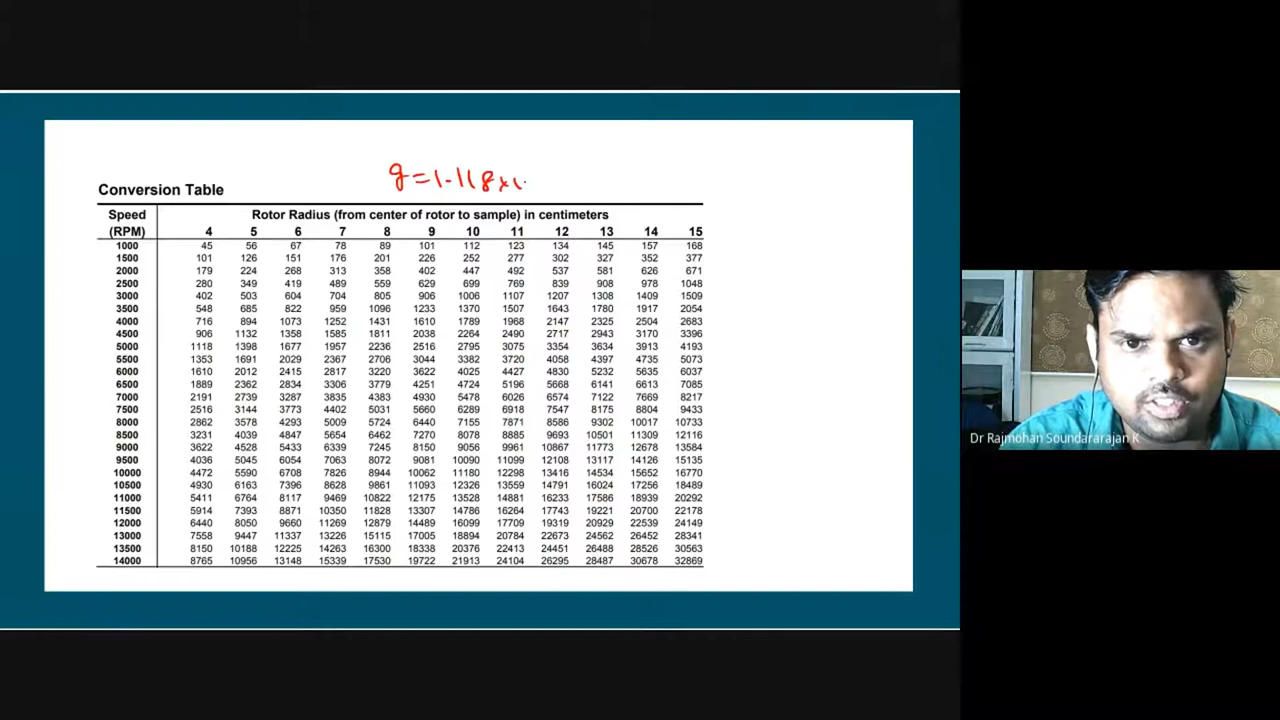 g = 1.118 x 1
Conversion Table
Speed Rotor Radius (from center of rotor to sample) in centimeters
(RPM) 4 5 6 7 8 9 10 11 12 13 14 15
1000 45 56 67 78 89 101 112 123 134 145 157 168
1500 101 126 151 176 201 226 252 277 302 327 352 377
2000 179 224 268 313 358 402 447 492 537 581 626 671
2500 280 349 419 489 559 629 699 769 839 908 978 1048
3000 402 503 604 704 805 906 1006 1107 1207 1308 1409 1509
3500 548 685 822 959 1096 1233 1370 1507 1643 1780 1917 2054
4000 716 894 1073 1252 1431 1610 1789 1968 2147 2325 2504 2683
4500 906 1132 1358 1585 1811 2038 2264 2490 2717 2943 3170 3396
5000 1118 1398 1677 1957 2236 2516 2795 3075 3354 3634 3913 4193
5500 1353 1691 2029 2367 2706 3044 3382 3720 4058 4397 4735 5073
6000 1610 2012 2415 2817 3220 3622 4025 4427 4830 5232 5635 6037
6500 1889 2362 2834 3306 3779 4251 4724 5196 5668 6141 6613 7085
7000 2191 2739 3287 3835 4383 4930 5478 6026 6574 7122 7669 8217
7500 2516 3144 3773 4402 5031 5660 6289 6918 7547 8175 8804 9433
8000 2862 3578 4293 5009 5724 6440 7155 7871 8586 9302 10017 10733
8500 3231 4039 4847 5654 6462 7270 8078 8885 9693 10501 11309 12116
9000 3622 4528 5433 6339 7245 8150 9056 9961 10867 11773 12678 13584
9500 4036 5045 6054 7063 8072 9081 10090 11099 12108 13117 14126 15135
10000 4472 5590 6708 7826 8944 10062 11180 12298 13416 14534 15652 16770
10500 4930 6163 7396 8628 9861 11093 12326 13559 14791 16024 17256 18489
11000 5411 6764 8117 9469 10822 12175 13528 14881 16233 17586 18939 20292
11500 5914 7393 8871 10350 11828 13307 14786 16264 17743 19221 20700 22178
12000 6440 8050 9660 11269 12879 14489 16099 17709 19319 20929 22539 24149
13000 7558 9447 11337 13226 15115 17005 18894 20784 22673 24562 26452 28341
13500 8150 10188 12225 14263 16300 18338 20376 22413 24451 26488 28526 30563
14000 8765 10956 13148 15339 17530 19722 21913 24104 26295 28487 30678 32869
Dr Rajmohan Soundararajan K